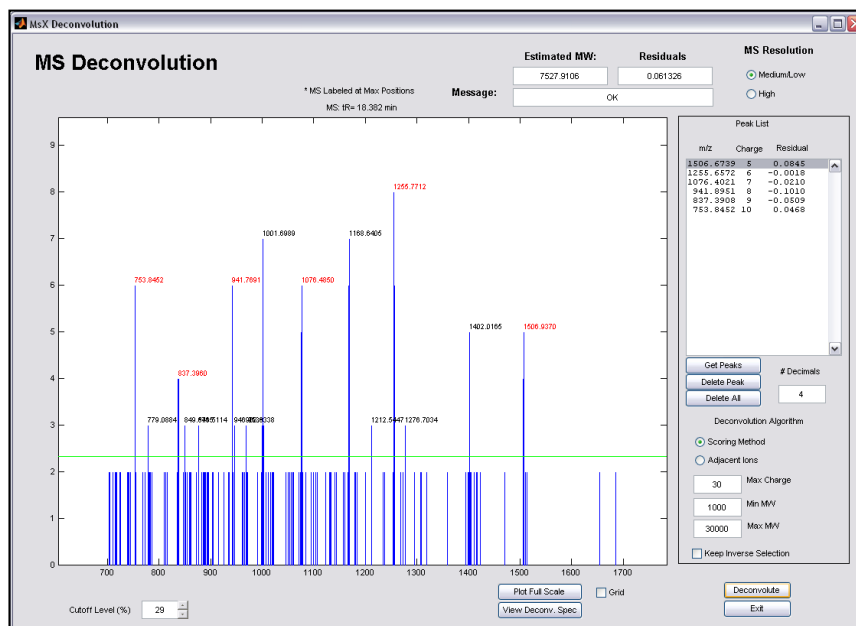 MsX Deconvolution
MS Deconvolution
Estimated MW:
Residuals
MS Resolution
7527.9106
0.061326
Medium/Low
High
* MS Labeled at Max Positions
Message:
OK
MS: tR= 18.382 min
Peak List
m/z Charge Residual
1506.6739 5 0.0845
1255.6572 6 -0.0018
1076.4021 7 -0.0210
941.8951 8 -0.1010
837.3908 9 -0.0509
753.8452 10 0.0468
9
8
7
6
5
4
3
2
1
0
1255.7712
1001.6989
1168.6405
753.8452
941.7691
1076.4850
1402.0165
1506.9370
837.3960
779.0884
1212.5447
1276.7034
700
800
900
1000
1100
1200
1300
1400
1500
1600
1700
Get Peaks
Delete Peak
Delete All
# Decimals
4
Deconvolution Algorithm
Scoring Method
Adjacent Ions
30 Max Charge
1000 Min MW
30000 Max MW
Keep Inverse Selection
Cutoff Level (%)
29
Plot Full Scale
View Deconv. Spec
Grid
Deconvolute
Exit